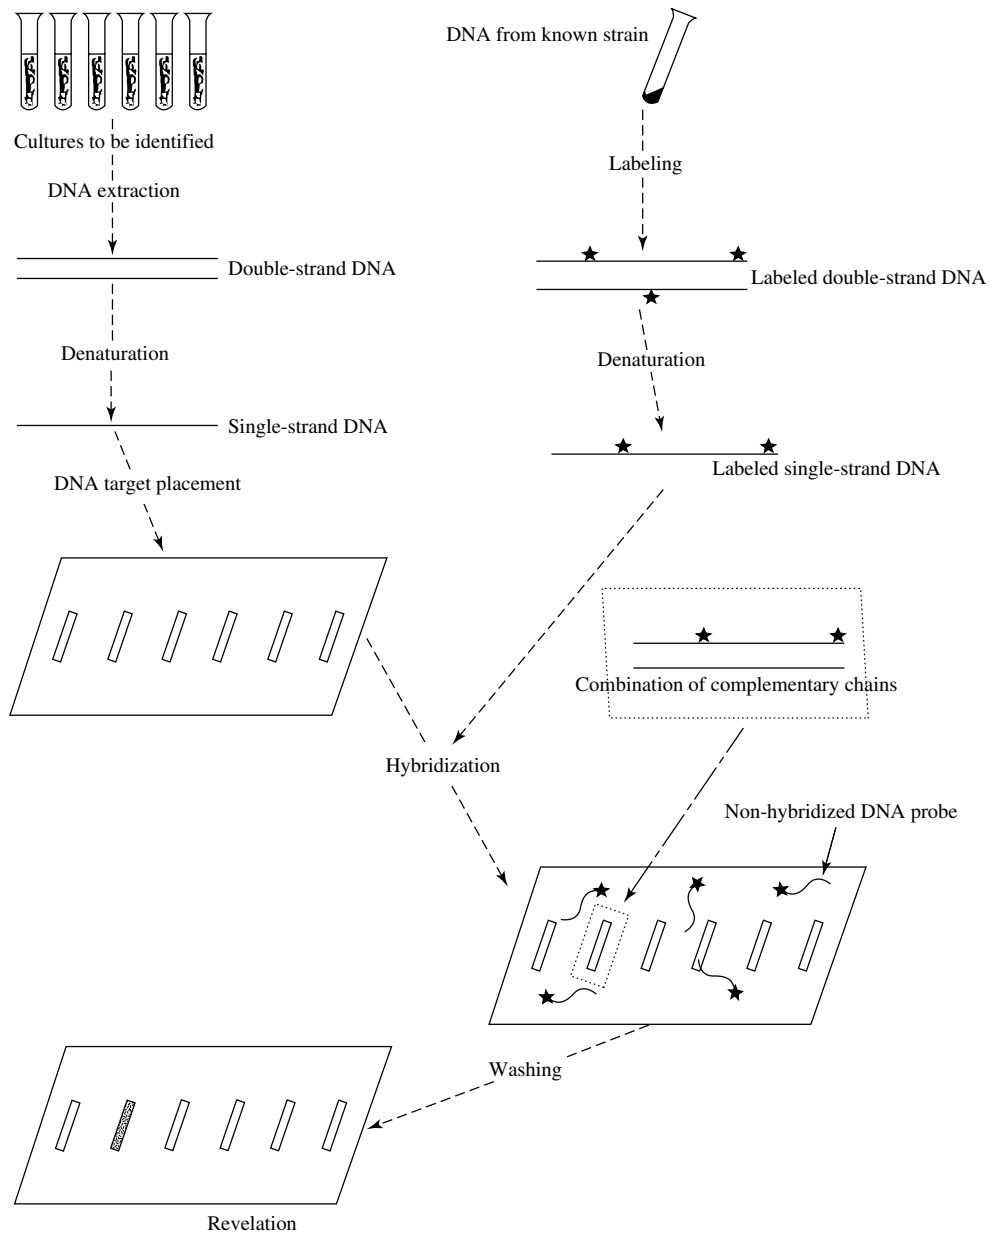 DNA from known strain
Cultures to be identified
Labeling
DNA extraction
Double-strand DNA
Labeled double-strand DNA
Denaturation
Denaturation
Single-strand DNA
Labeled single-strand DNA
DNA target placement
Combination of complementary chains
Hybridization
Non-hybridized DNA probe
Washing
Revelation